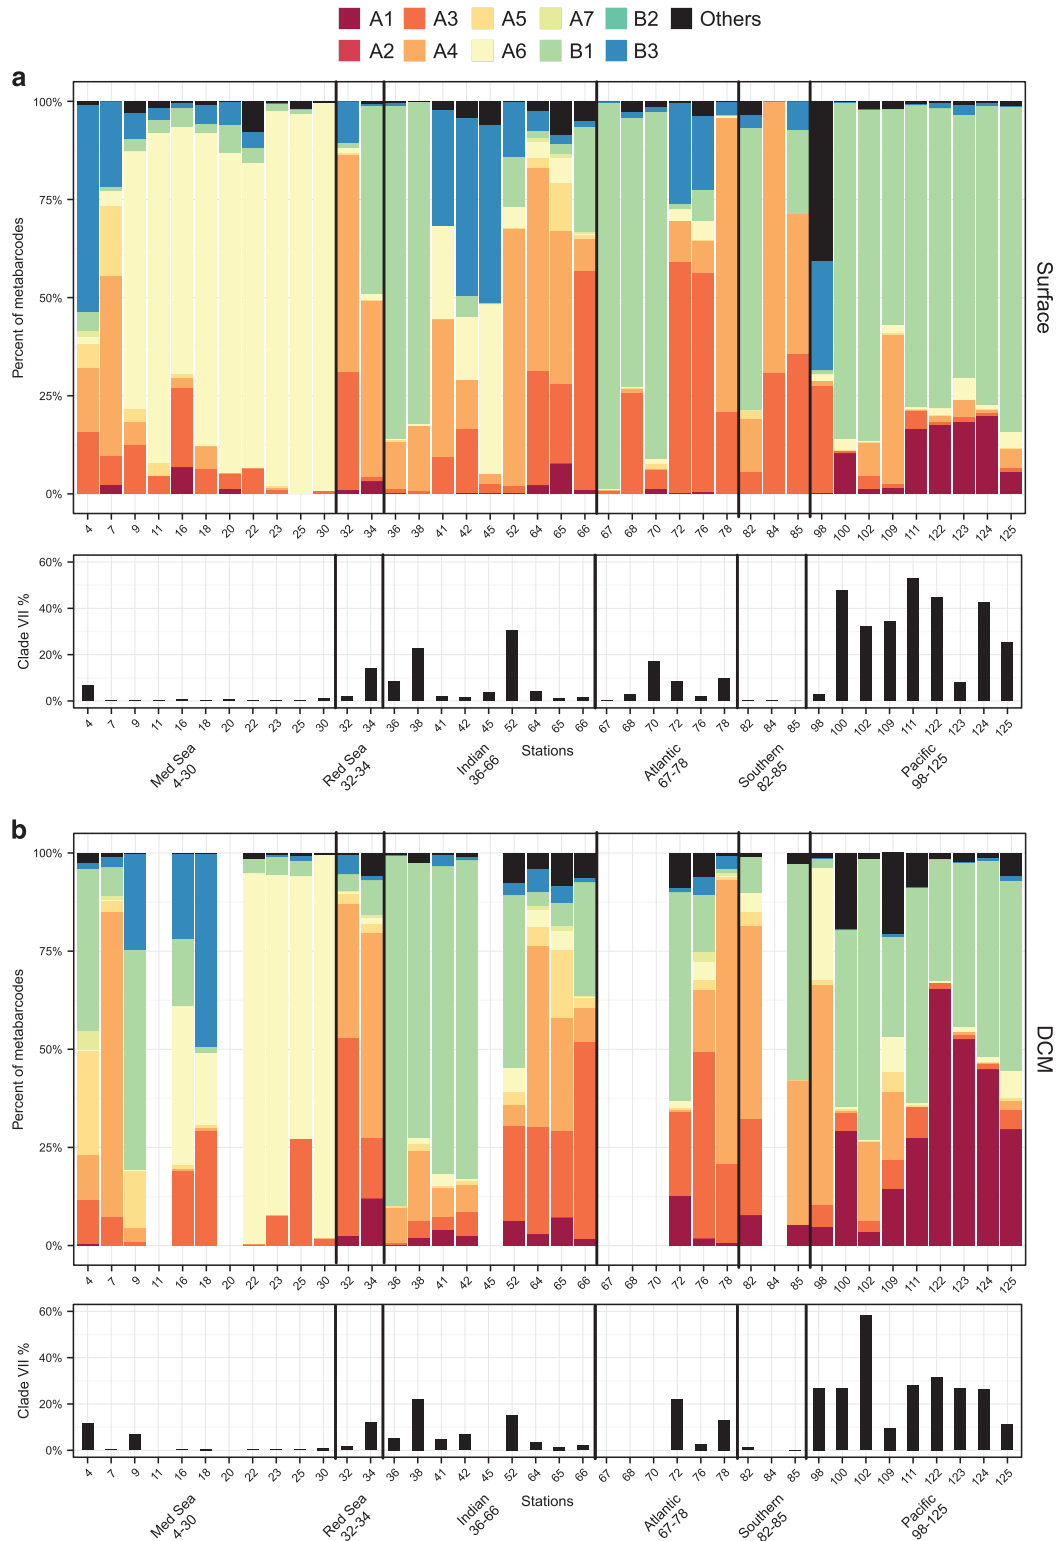 A1 A3 A5 A7 B2 Others
A2 A4 A6 B1 B3
a
100%
75%
50%
25%
0%
Percent of metabarcodes
Surface
4 7 9 11 16 18 20 22 23 25 30 32 34 36 38 41 42 45 52 64 65 66 67 68 70 72 76 78 82 84 85 98 100 102 109 111 122 123 124 125
60%
40%
20%
0%
Clade VII %
4 7 9 11 16 18 20 22 23 25 30 32 34 36 38 41 42 45 52 64 65 66 67 68 70 72 76 78 82 84 85 98 100 102 109 111 122 123 124 125
Med Sea
4-30
Red Sea
32-34
Indian
36-66
Stations
Atlantic
67-78
Southern
82-85
Pacific
98-125
b
100%
75%
50%
25%
0%
Percent of metabarcodes
DCM
4 7 9 11 16 18 20 22 23 25 30 32 34 36 38 41 42 45 52 64 65 66 67 68 70 72 76 78 82 84 85 98 100 102 109 111 122 123 124 125
60%
40%
20%
0%
Clade VII %
4 7 9 11 16 18 20 22 23 25 30 32 34 36 38 41 42 45 52 64 65 66 67 68 70 72 76 78 82 84 85 98 100 102 109 111 122 123 124 125
Med Sea
4-30
Red Sea
32-34
Indian
36-66
Stations
Atlantic
67-78
Southern
82-85
Pacific
98-125